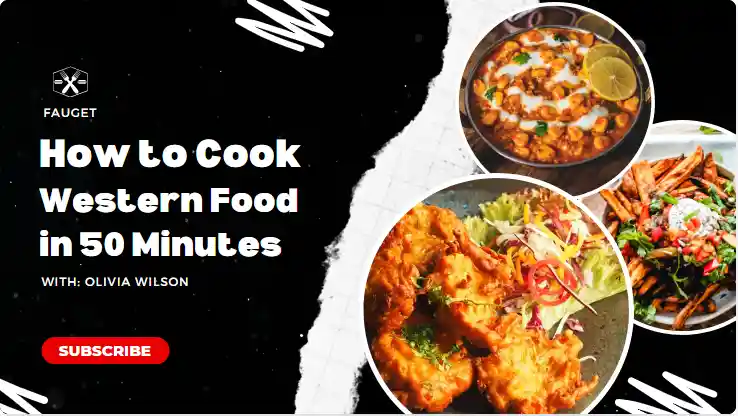 FAUGET
How to Cook
Western Food
in 50 Minutes
WITH: OLIVIA WILSON
SUBSCRIBE